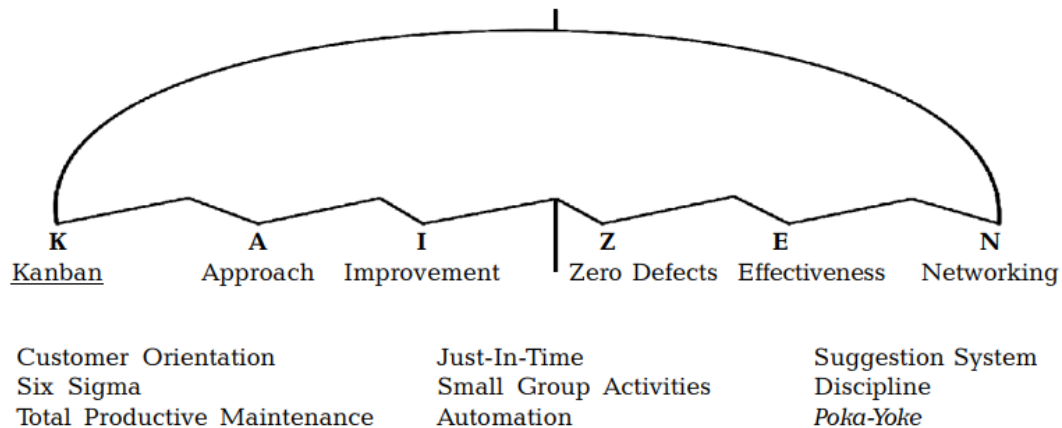 K A I Z E N
Kanban Approach Improvement Zero Defects Effectiveness Networking
Customer Orientation Just-In-Time Suggestion System
Six Sigma Small Group Activities Discipline
Total Productive Maintenance Automation Poka-Yoke